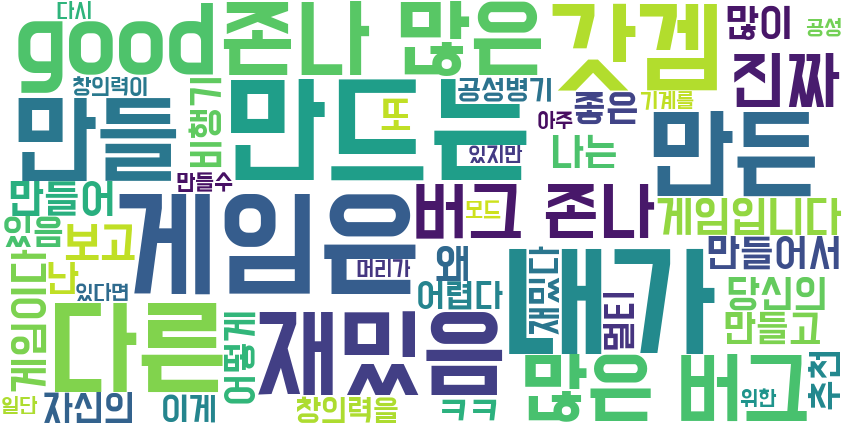 다시
good
존나 많은
갓겜
많이
공성
진짜
창의력이
비행기
만들
만드는
또
공성병기
좋은
기계를
아주
있지만
나는
만든
만들수
만들어
게임은
버그 존나
모드
게임입니다
있음
보고
난
있다면
머리가
왜
어렵다
내가
재밌다
멀티
만들어서
당신의
만들고
게임이다
다른
어떻게
재밌음
많은 버그
추천
위한
일단
자신의
이게
창의력을
ㅋㅋ